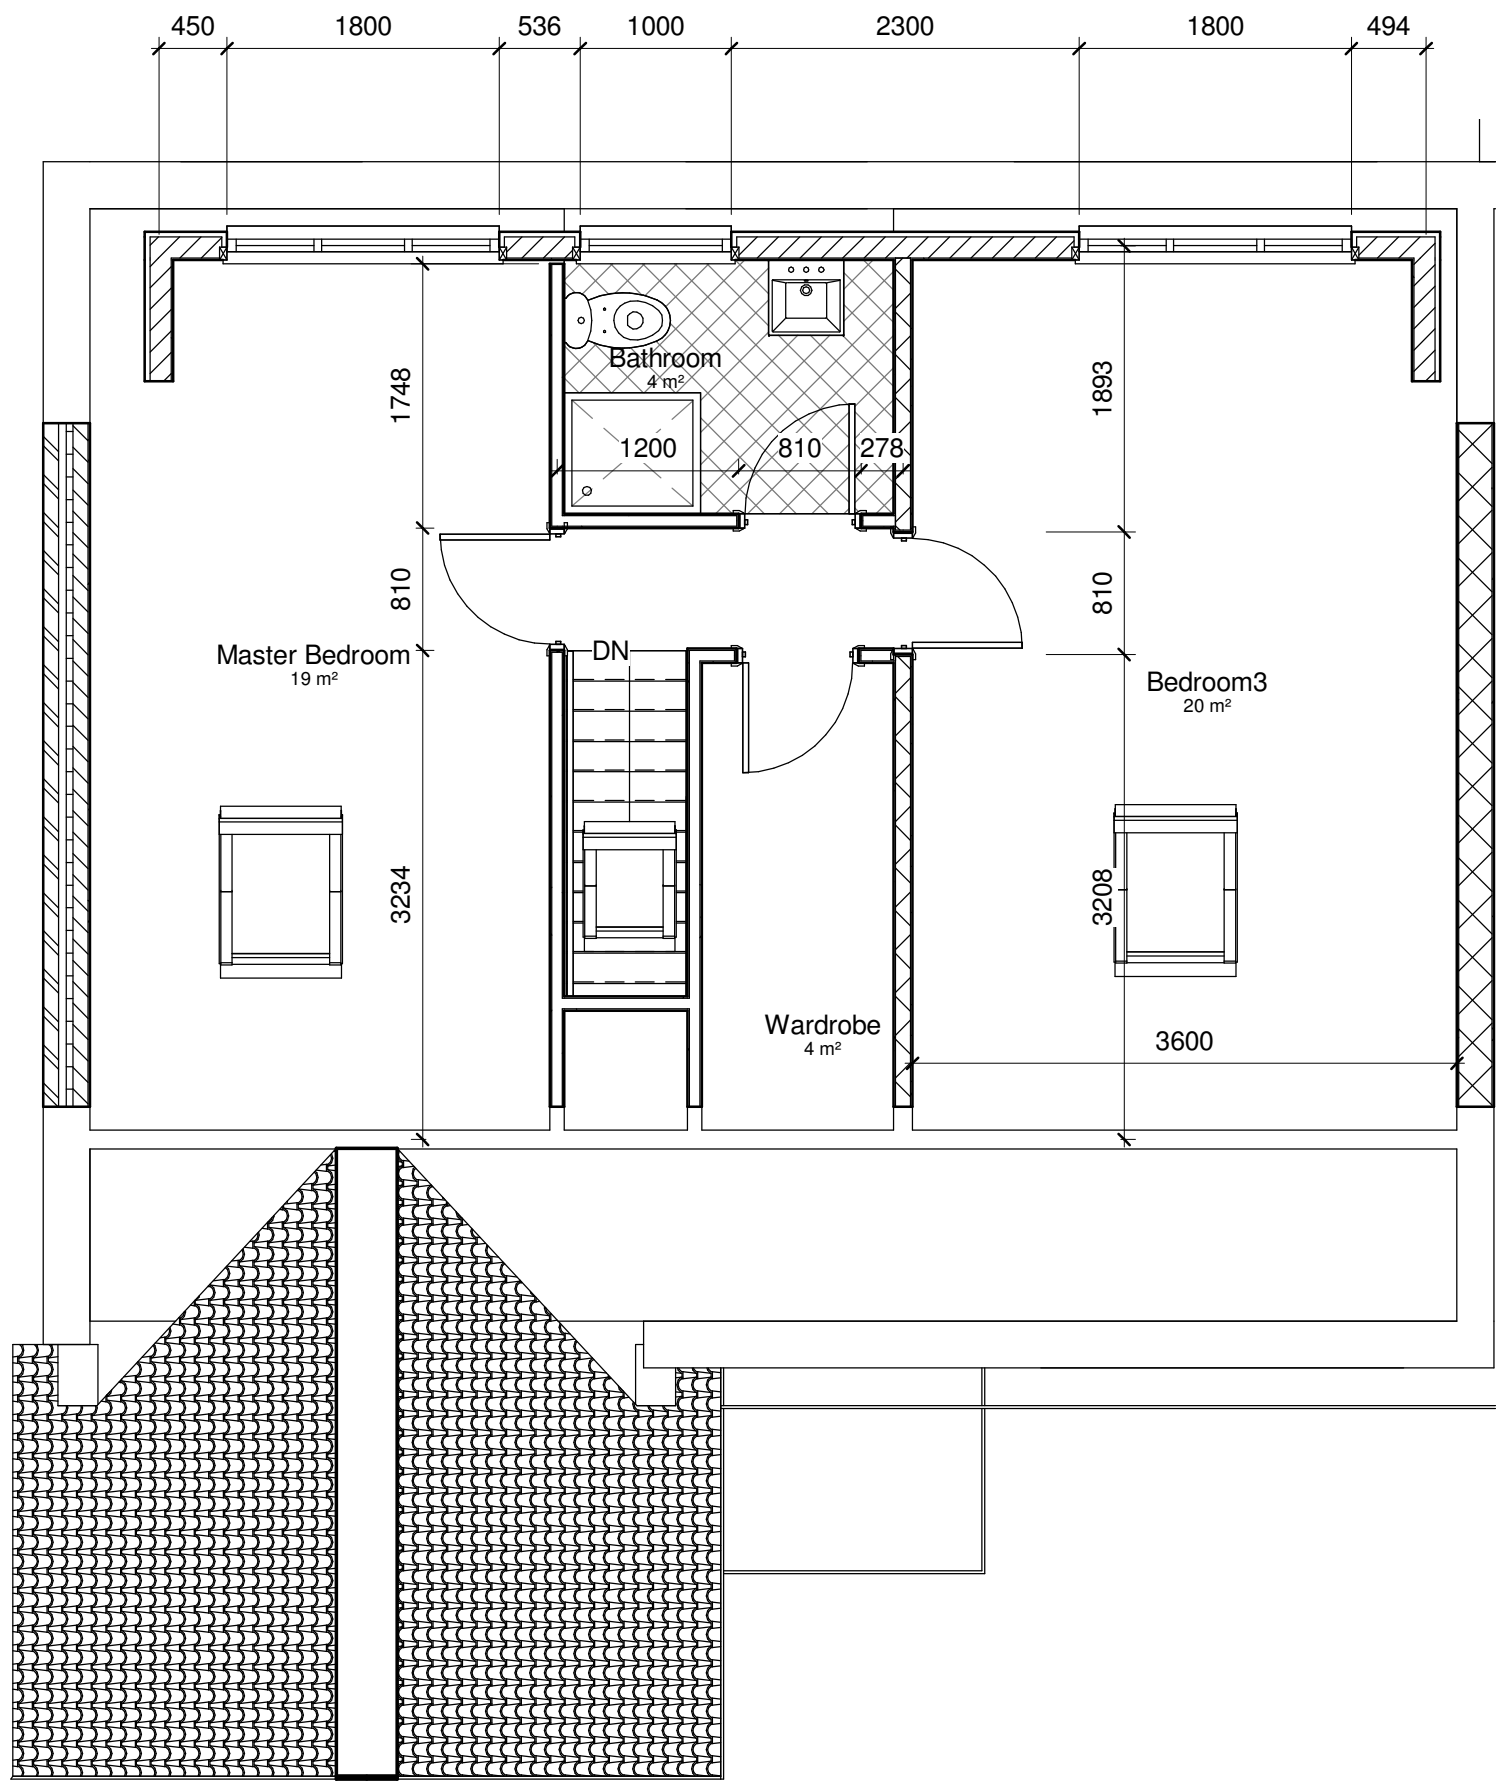 450 1800 536 1000 2300 1800 494
Bathroom
4 m²
1748
1893
1200 810 278
810
810
DN
Master Bedroom
19 m²
Bedroom3
20 m²
3234
3208
Wardrobe
4 m²
3600